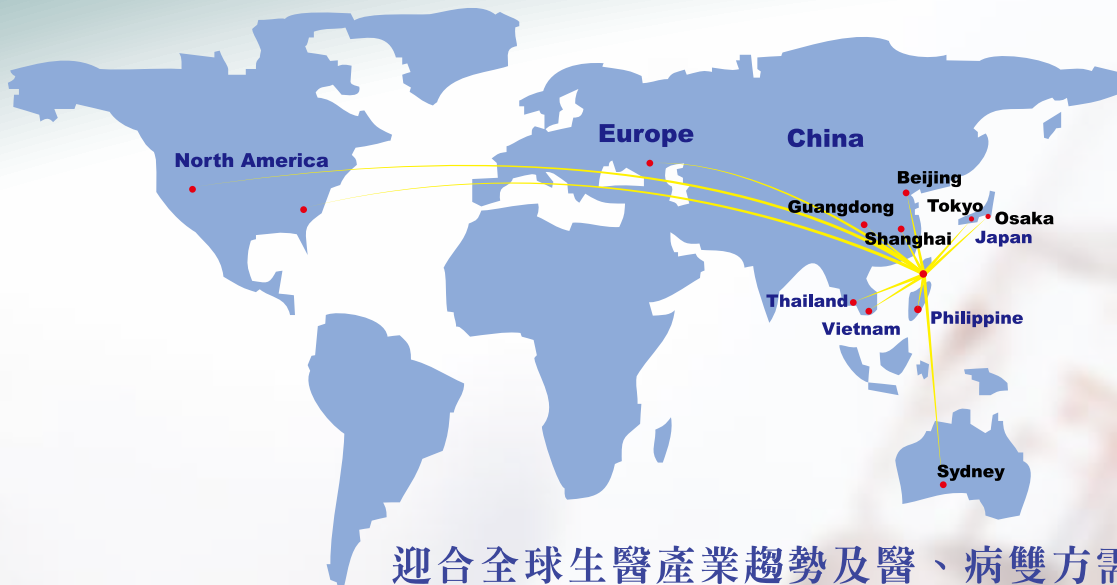 Europe
China
North America
Beijing
Guangdong
Tokyo
Osaka
Shanghai
Japan
Thailand
Philippine
Vietnam
Sydney
迎合全球生醫產業趨勢及醫、病雙方需